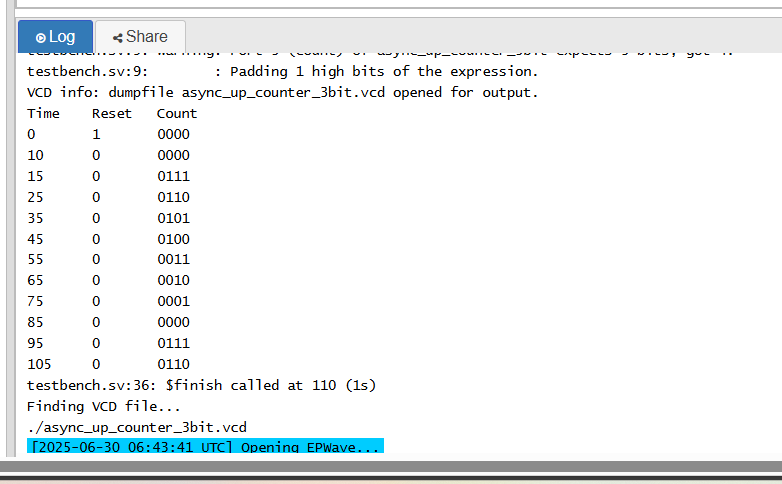 Log
Share
testbench.sv:9: : Padding 1 high bits of the expression.
VCD info: dumpfile async_up_counter_3bit.vcd opened for output.
Time Reset Count
0 1 0000
10 0 0000
15 0 0111
25 0 0110
35 0 0101
45 0 0100
55 0 0011
65 0 0010
75 0 0001
85 0 0000
95 0 0111
105 0 0110
testbench.sv:36: $finish called at 110 (1s)
Finding VCD file...
./async_up_counter_3bit.vcd
[2025-06-30 06:43:41 UTC] Opening EPWave...